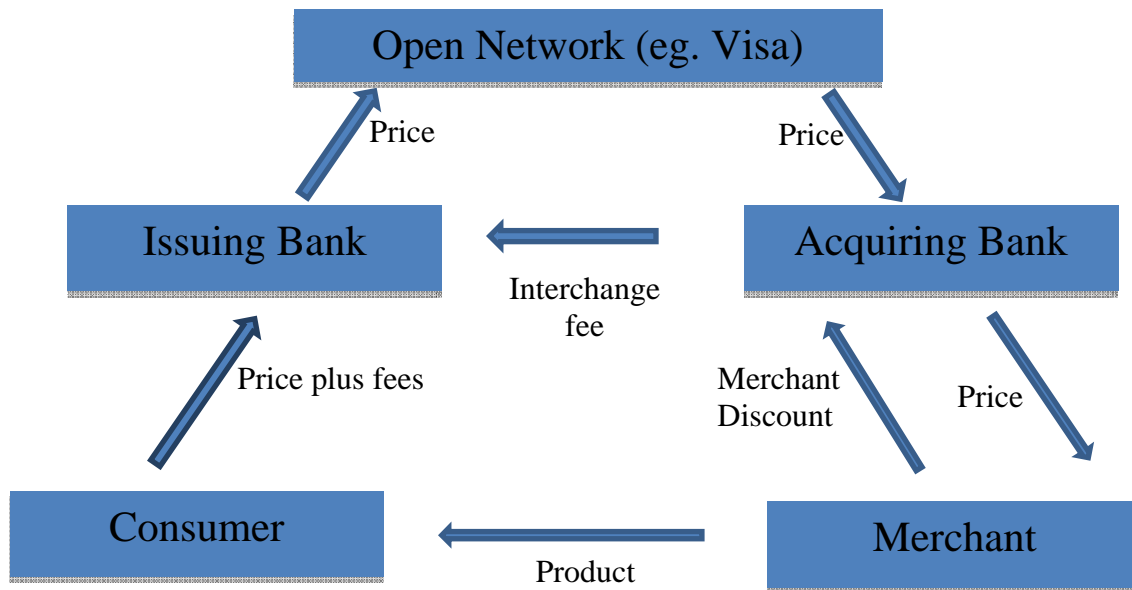 Open Network (eg. Visa)
Price
Price
Issuing Bank
Acquiring Bank
Interchange
fee
Price plus fees
Merchant
Discount
Price
Consumer
Merchant
Product